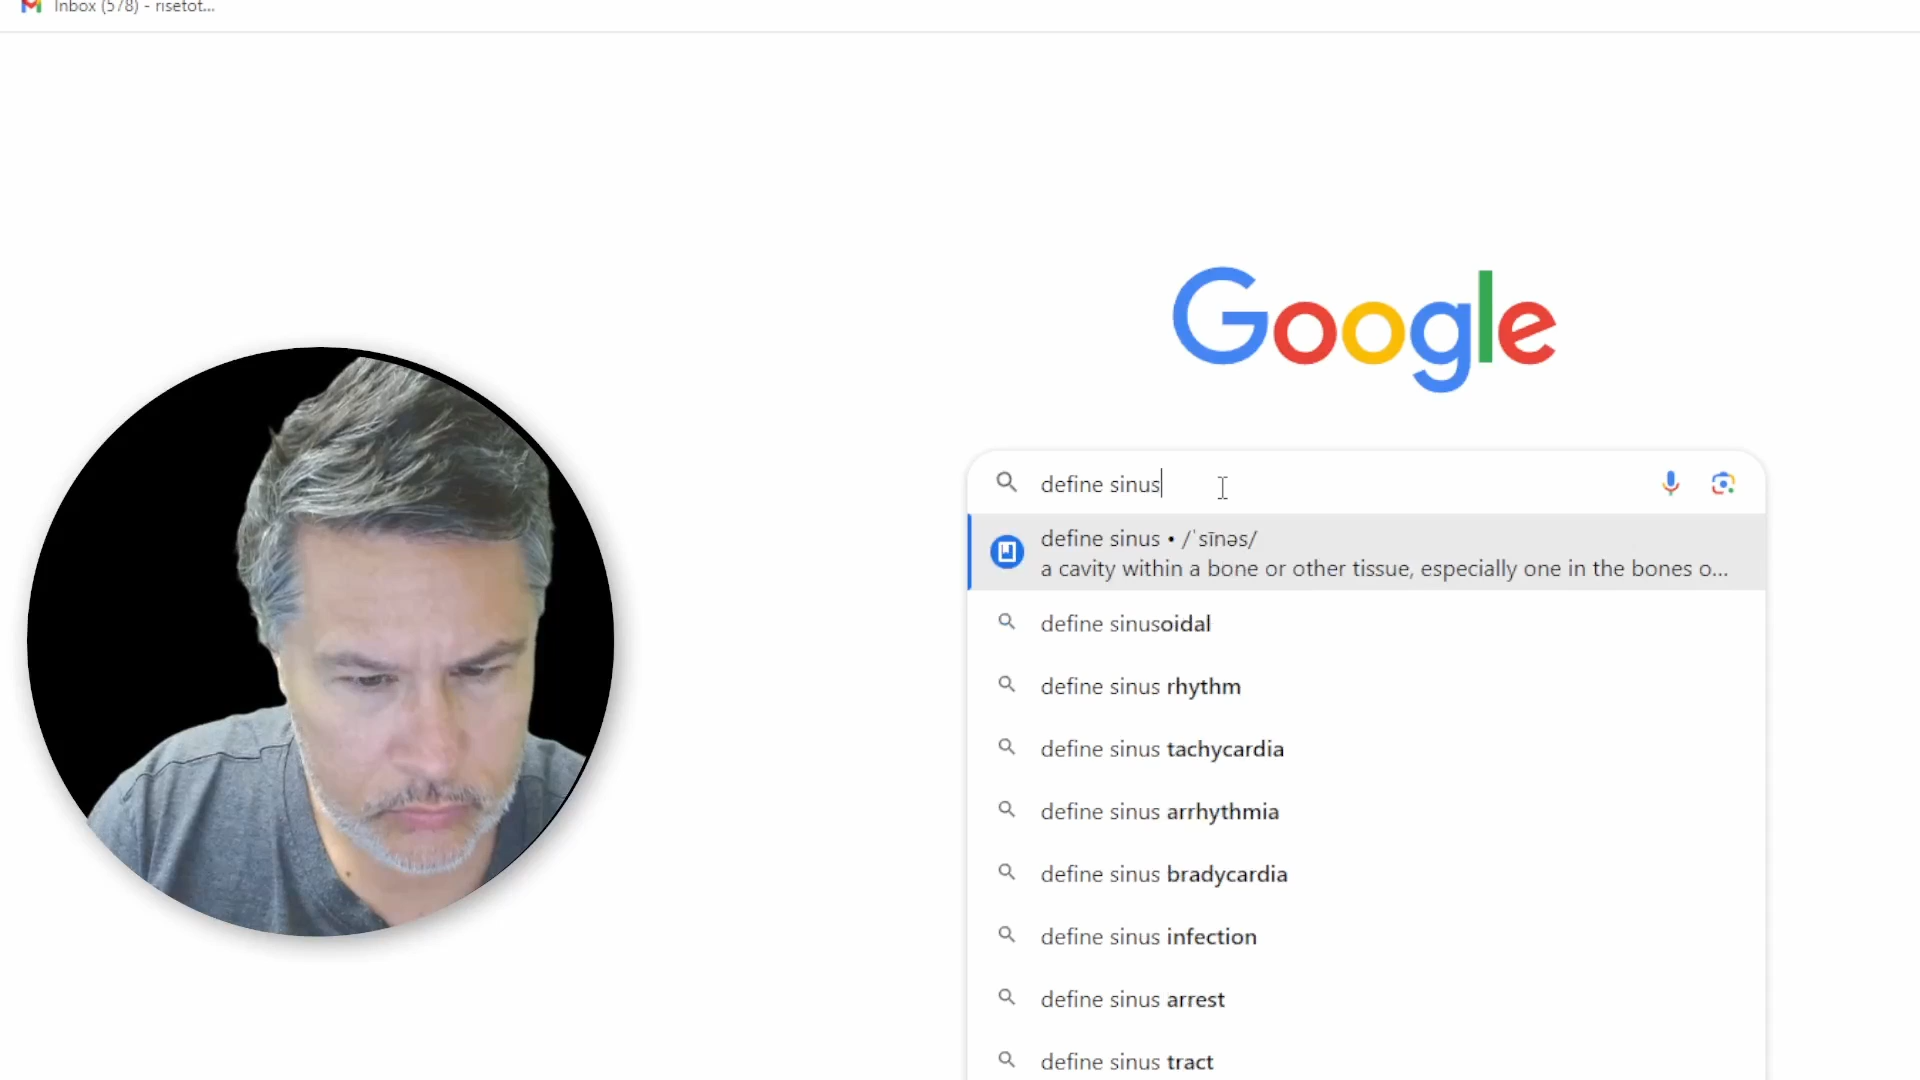 Inbox (578) - risetot...
Google
define sinus
define sinus • /ˈsīnəs/
a cavity within a bone or other tissue, especially one in the bones o...
define sinusoidal
define sinus rhythm
define sinus tachycardia
define sinus arrhythmia
define sinus bradycardia
define sinus infection
define sinus arrest
define sinus tract